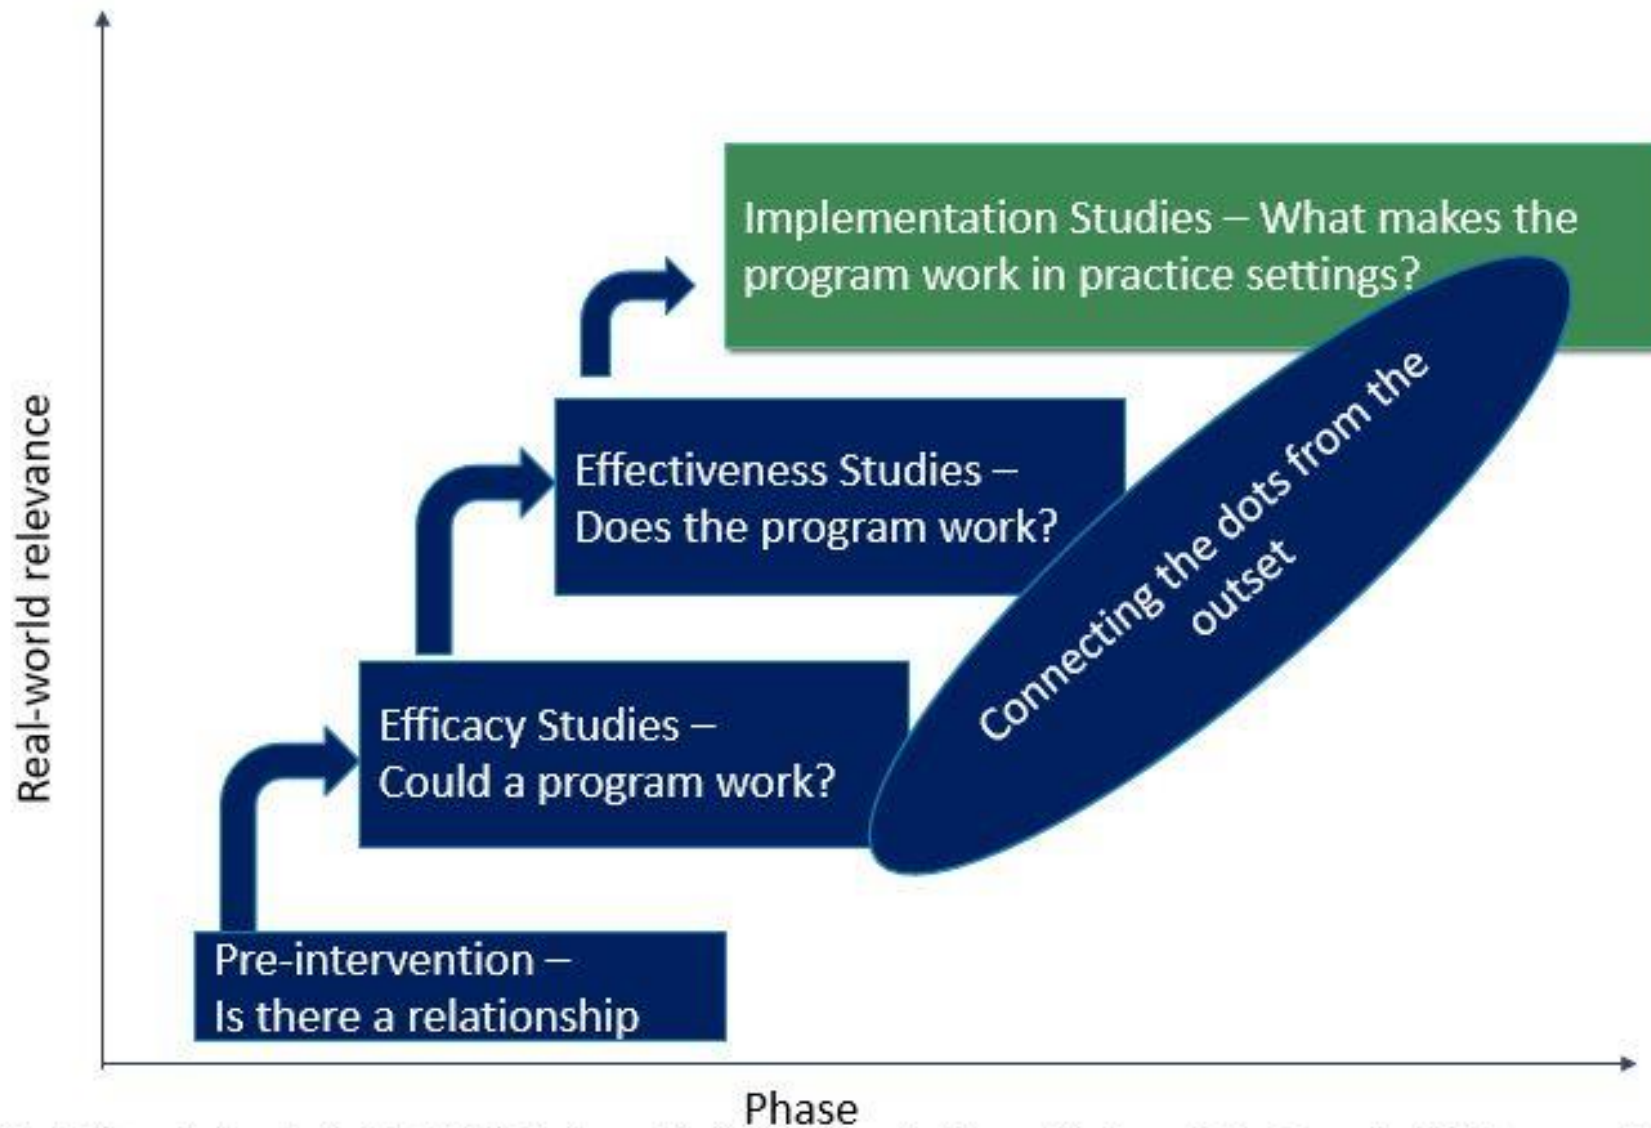 Implementation Studies – What makes the
program work in practice settings?
Effectiveness Studies –
Does the program work?
Connecting the dots from the
outset
Efficacy Studies –
Could a program work?
Pre-intervention –
Is there a relationship
Real-world relevance
Phase